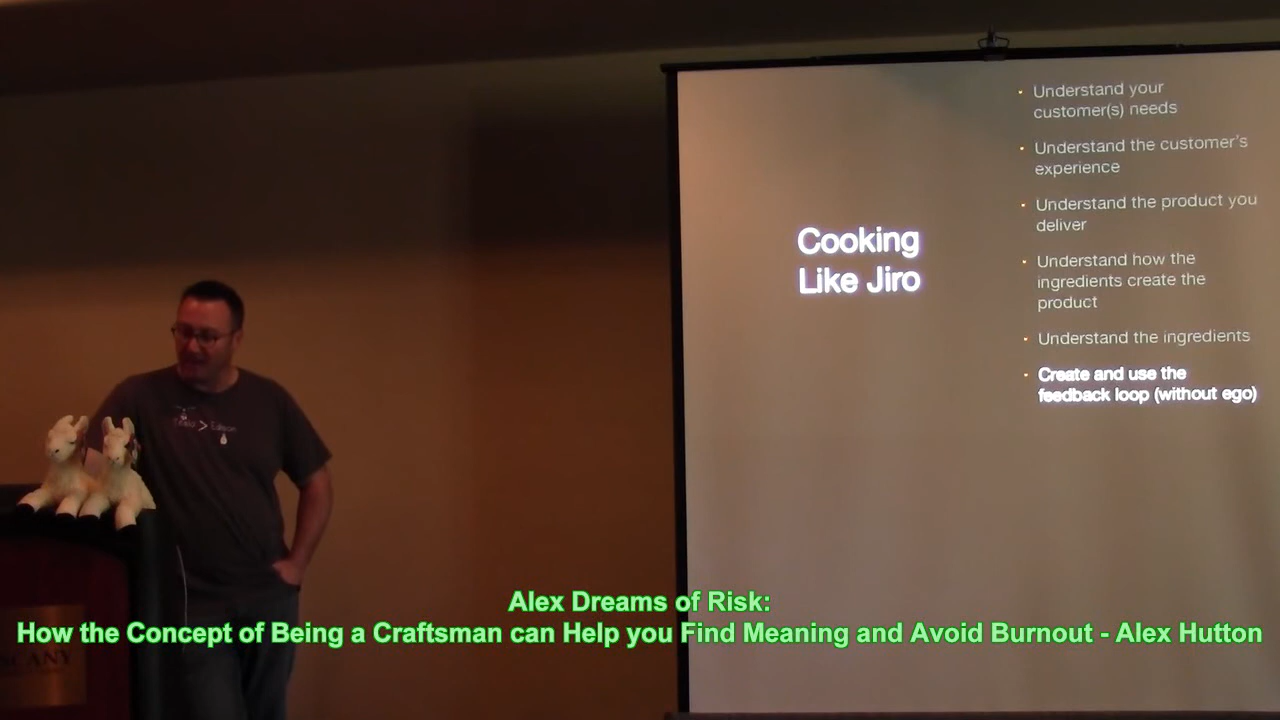 Cooking
Like Jiro
• Understand your
customer(s) needs
• Understand the customer's
experience
• Understand the product you
deliver
• Understand how the
ingredients create the
product
• Understand the ingredients
• Create and use the
feedback loop (without ego)
> Edison
SCANY
Alex Dreams of Risk:
How the Concept of Being a Craftsman can Help you Find Meaning and Avoid Burnout - Alex Hutton